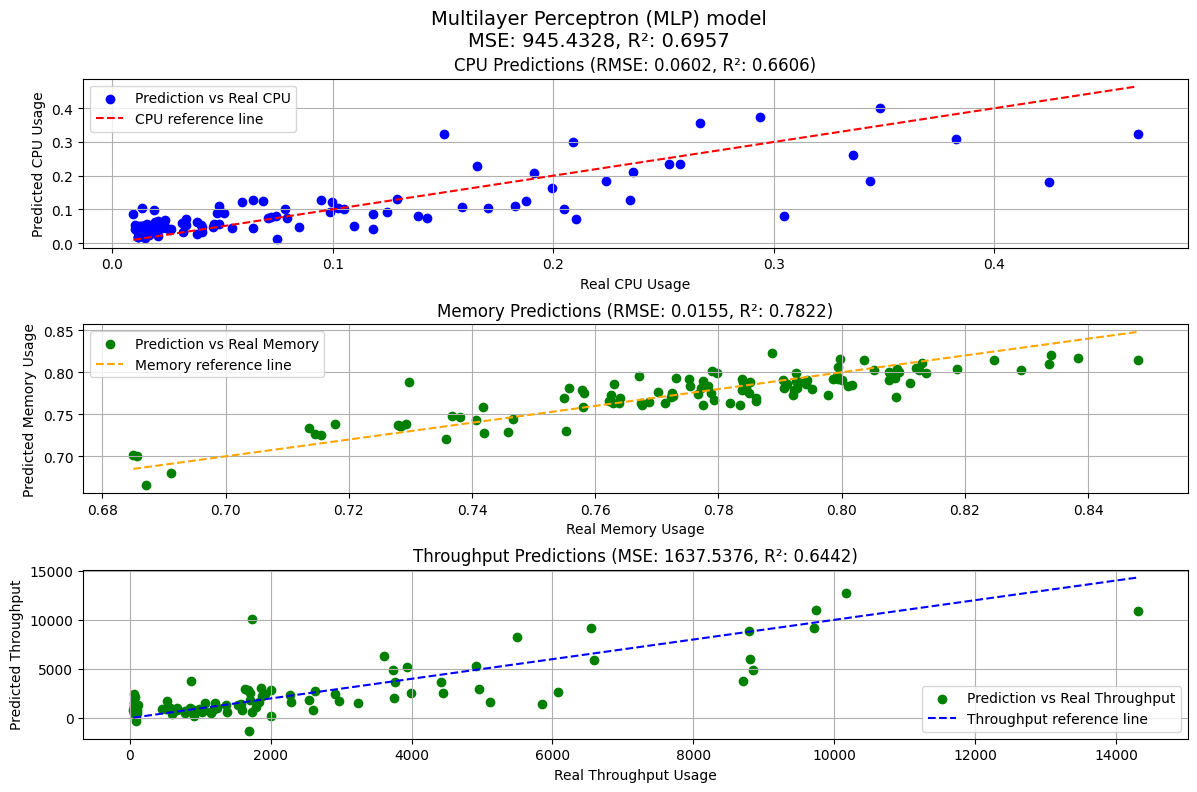 Multilayer Perceptron (MLP) model
MSE: 945.4328, R²: 0.6957
CPU Predictions (RMSE: 0.0602, R²: 0.6606)
Prediction vs Real CPU
CPU reference line
Predicted CPU Usage
0.4
0.3
0.2
0.1
0.0
0.0 0.1 0.2 0.3 0.4
Real CPU Usage
Memory Predictions (RMSE: 0.0155, R²: 0.7822)
Prediction vs Real Memory
Memory reference line
Predicted Memory Usage
0.85
0.80
0.75
0.70
0.68 0.70 0.72 0.74 0.76 0.78 0.80 0.82 0.84
Real Memory Usage
Throughput Predictions (MSE: 1637.5376, R²: 0.6442)
Predicted Throughput
15000
10000
5000
0
Prediction vs Real Throughput
Throughput reference line
0 2000 4000 6000 8000 10000 12000 14000
Real Throughput Usage